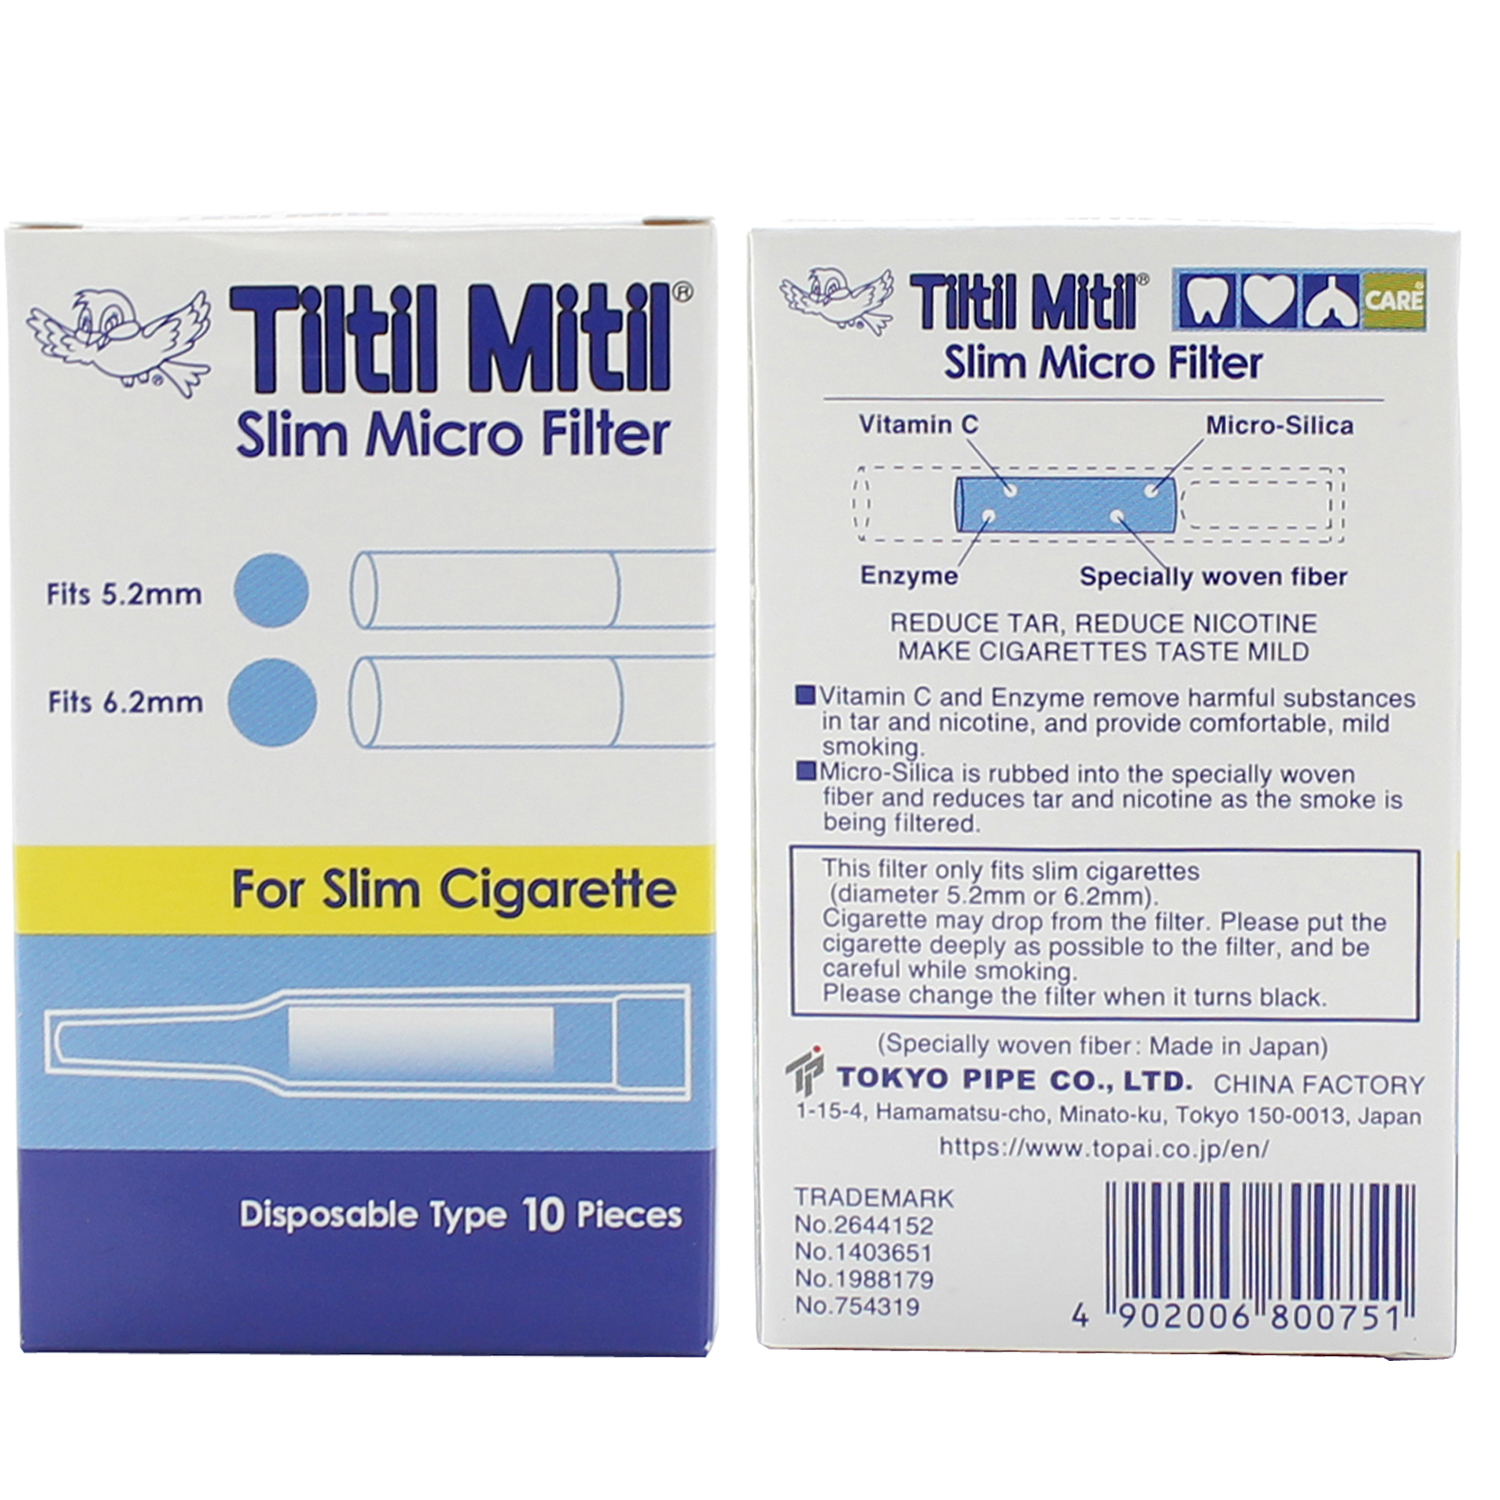 Tiltil Mitil®
Slim Micro Filter
Fits 5.2mm
Fits 6.2mm
For Slim Cigarette
Disposable Type 10 Pieces
Tiltil Mitil®
CARE
Slim Micro Filter
Vitamin C
Micro-Silica
Enzyme
Specially woven fiber
REDUCE TAR, REDUCE NICOTINE
MAKE CIGARETTES TASTE MILD
■Vitamin C and Enzyme remove harmful substances
in tar and nicotine, and provide comfortable, mild
smoking.
■Micro-Silica is rubbed into the specially woven
fiber and reduces tar and nicotine as the smoke is
being filtered.
This filter only fits slim cigarettes
(diameter 5.2mm or 6.2mm).
Cigarette may drop from the filter. Please put the
cigarette deeply as possible to the filter, and be
careful while smoking.
Please change the filter when it turns black.
(Specially woven fiber: Made in Japan)
TOKYO PIPE CO., LTD. CHINA FACTORY
1-15-4, Hamamatsu-cho, Minato-ku, Tokyo 150-0013, Japan
https://www.topai.co.jp/en/
TRADEMARK
No.2644152
No.1403651
No.1988179
No.754319
4 902006 800751